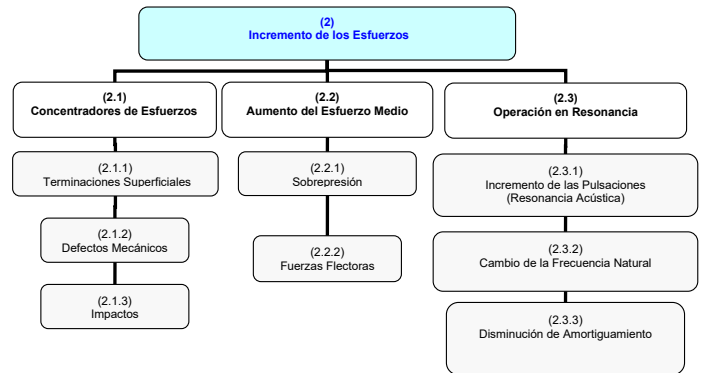 (2)
Incremento de los Esfuerzos
(2.1)
Concentradores de Esfuerzos
(2.2)
Aumento del Esfuerzo Medio
(2.3)
Operación en Resonancia
(2.1.1)
Terminaciones Superficiales
(2.1.2)
Defectos Mecánicos
(2.1.3)
Impactos
(2.2.1)
Sobrepresión
(2.2.2)
Fuerzas Flectoras
(2.3.1)
Incremento de las Pulsaciones
(Resonancia Acústica)
(2.3.2)
Cambio de la Frecuencia Natural
(2.3.3)
Disminución de Amortiguamiento